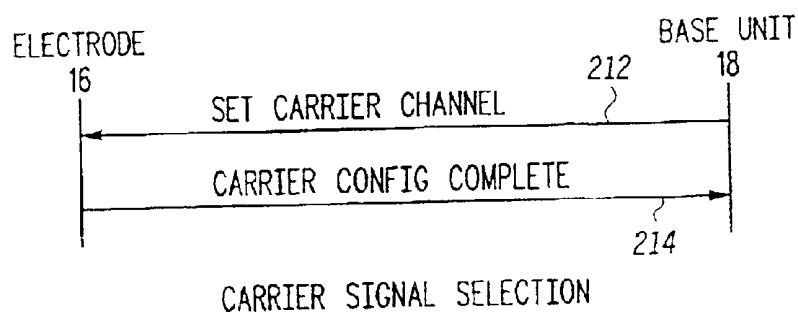 ELECTRODE
16
BASE UNIT
18
212
SET CARRIER CHANNEL
CARRIER CONFIG COMPLETE
214
CARRIER SIGNAL SELECTION